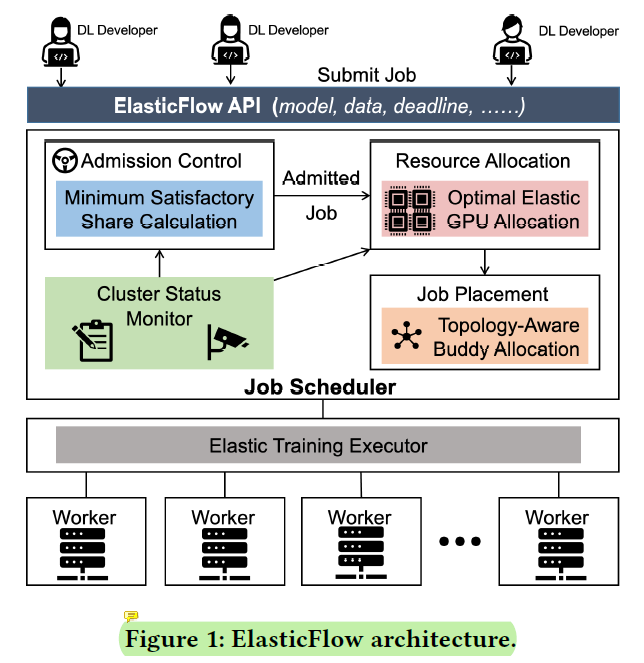 DL Developer
DL Developer
DL Developer
Submit Job
ElasticFlow API (model, data, deadline, ……)
Admission Control
Minimum Satisfactory
Share Calculation
Admitted
Job
Resource Allocation
Optimal Elastic
GPU Allocation
Cluster Status
Monitor
Job Placement
Topology-Aware
Buddy Allocation
Job Scheduler
Elastic Training Executor
Worker
Worker
Worker
Worker
Figure 1: ElasticFlow architecture.